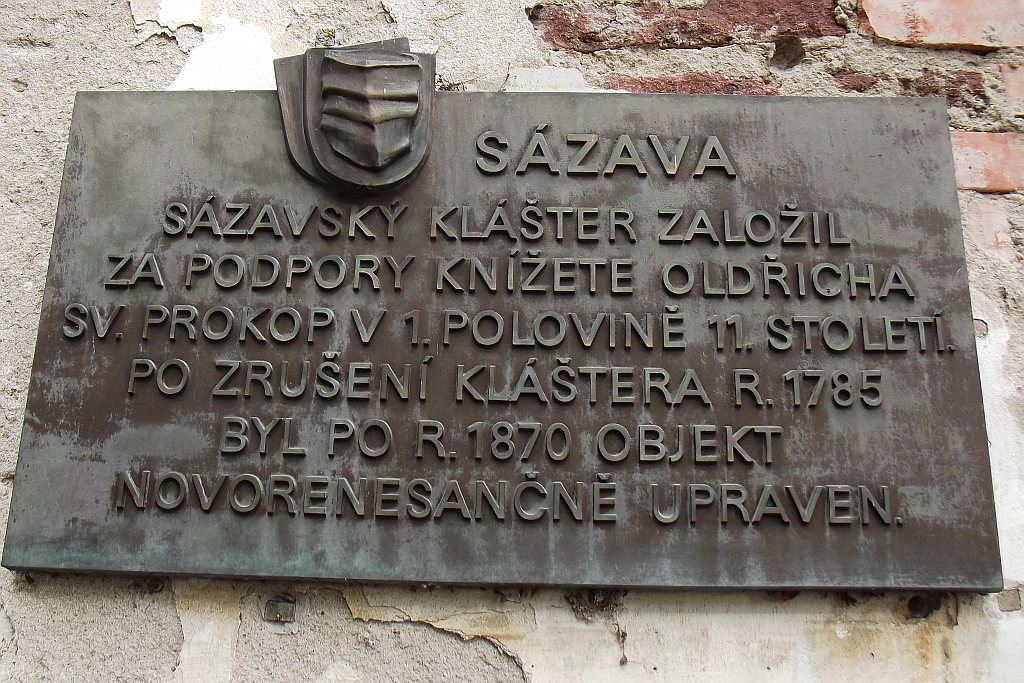 SÁZAVA
SÁZAVSKÝ KLÁŠTER ZALOŽIL
ZA PODPORY KNÍŽETE OLDŘICHA
SV. PROKOP V 1. POLOVINĚ 11. STOLETÍ.
PO ZRUŠENÍ KLÁŠTERA R. 1785
BYL PO R. 1870 OBJEKT
NOVORENESANČNĚ UPRAVEN.